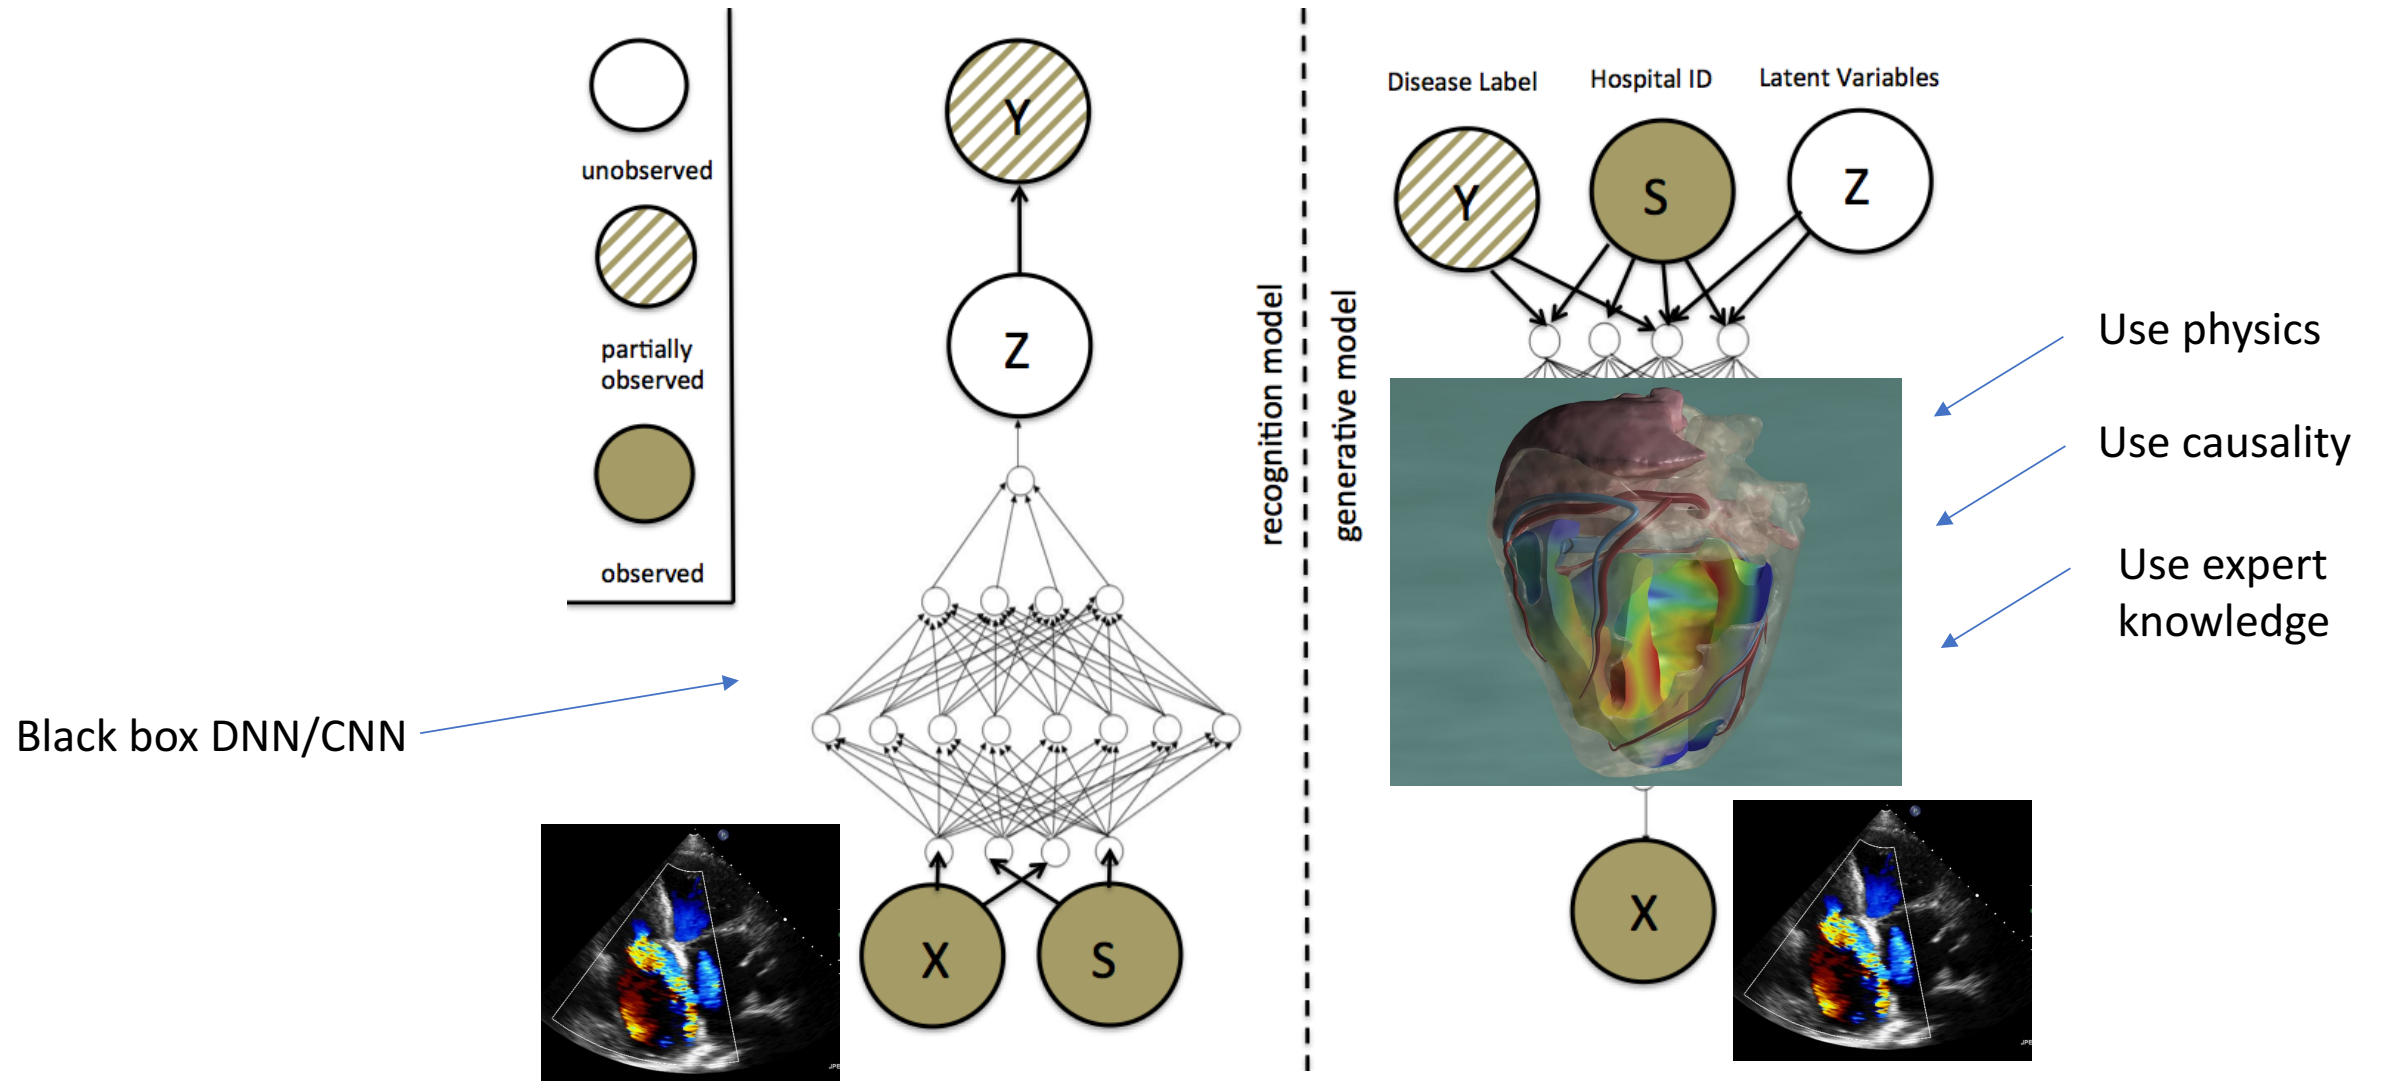 unobserved
partially
observed
observed
Y
Z
X
S
Black box DNN/CNN
recognition model
generative model
Disease Label
Hospital ID
Latent Variables
Y
S
Z
X
Use physics
Use causality
Use expert
knowledge